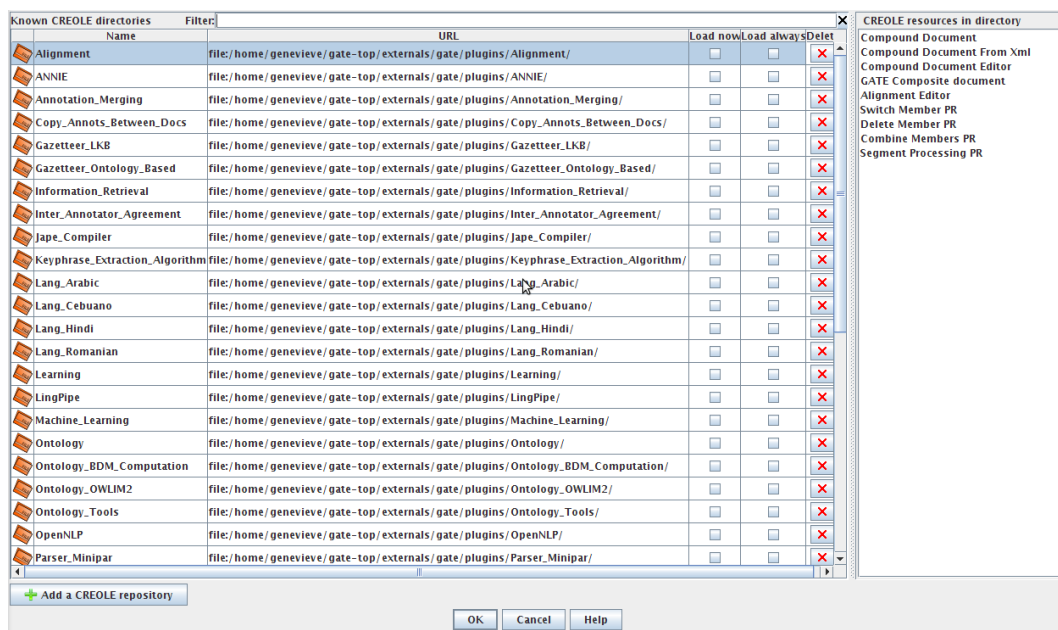 Known CREOLE directories Filter: CREOLE resources in directory
Name URL Load now Load always Delet
Alignment file:/home/genevieve/gate-top/externals/gate/plugins/Alignment/
ANNIE file:/home/genevieve/gate-top/externals/gate/plugins/ANNIE/
Annotation_Merging file:/home/genevieve/gate-top/externals/gate/plugins/Annotation_Merging/
Copy_Annots_Between_Docs file:/home/genevieve/gate-top/externals/gate/plugins/Copy_Annots_Between_Docs/
Gazetteer_LKB file:/home/genevieve/gate-top/externals/gate/plugins/Gazetteer_LKB/
Gazetteer_Ontology_Based file:/home/genevieve/gate-top/externals/gate/plugins/Gazetteer_Ontology_Based/
Information_Retrieval file:/home/genevieve/gate-top/externals/gate/plugins/Information_Retrieval/
Inter_Annotator_Agreement file:/home/genevieve/gate-top/externals/gate/plugins/Inter_Annotator_Agreement/
Jape_Compiler file:/home/genevieve/gate-top/externals/gate/plugins/Jape_Compiler/
Keyphrase_Extraction_Algorithm file:/home/genevieve/gate-top/externals/gate/plugins/Keyphrase_Extraction_Algorithm/
Lang_Arabic file:/home/genevieve/gate-top/externals/gate/plugins/Lang_Arabic/
Lang_Cebuano file:/home/genevieve/gate-top/externals/gate/plugins/Lang_Cebuano/
Lang_Hindi file:/home/genevieve/gate-top/externals/gate/plugins/Lang_Hindi/
Lang_Romanian file:/home/genevieve/gate-top/externals/gate/plugins/Lang_Romanian/
Learning file:/home/genevieve/gate-top/externals/gate/plugins/Learning/
LingPipe file:/home/genevieve/gate-top/externals/gate/plugins/LingPipe/
Machine_Learning file:/home/genevieve/gate-top/externals/gate/plugins/Machine_Learning/
Ontology file:/home/genevieve/gate-top/externals/gate/plugins/Ontology/
Ontology_BDM_Computation file:/home/genevieve/gate-top/externals/gate/plugins/Ontology_BDM_Computation/
Ontology_OWLIM2 file:/home/genevieve/gate-top/externals/gate/plugins/Ontology_OWLIM2/
Ontology_Tools file:/home/genevieve/gate-top/externals/gate/plugins/Ontology_Tools/
OpenNLP file:/home/genevieve/gate-top/externals/gate/plugins/OpenNLP/
Parser_Minipar file:/home/genevieve/gate-top/externals/gate/plugins/Parser_Minipar/
Compound Document
Compound Document From Xml
Compound Document Editor
GATE Composite document
Alignment Editor
Switch Member PR
Delete Member PR
Combine Members PR
Segment Processing PR
Add a CREOLE repository
OK Cancel Help